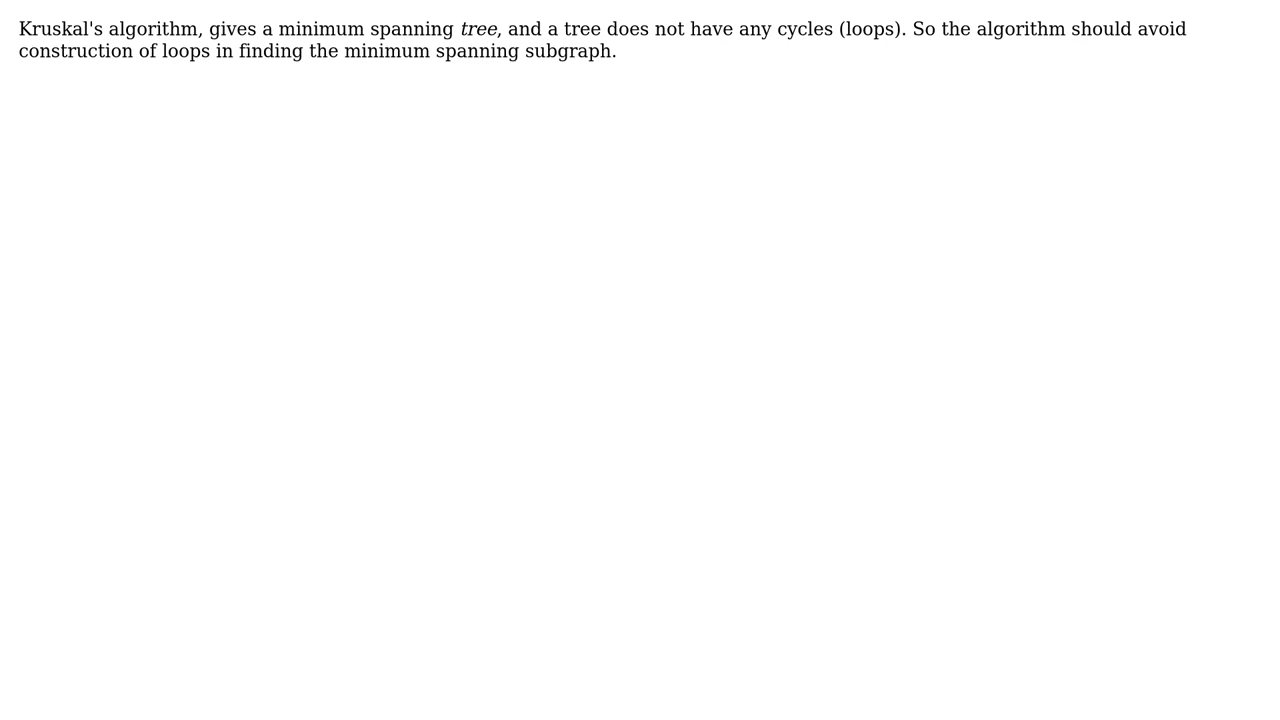 Kruskal's algorithm, gives a minimum spanning tree, and a tree does not have any cycles (loops). So the algorithm should avoid
construction of loops in finding the minimum spanning subgraph.